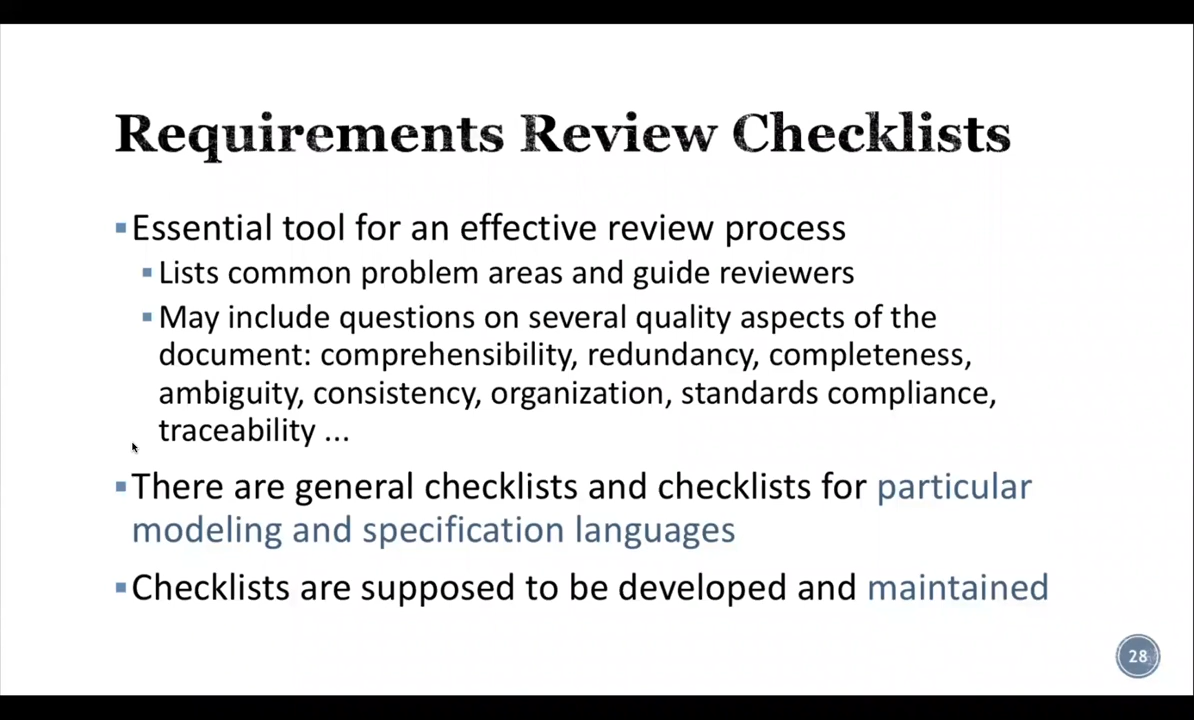 Requirements Review Checklists
▪Essential tool for an effective review process
▪Lists common problem areas and guide reviewers
▪May include questions on several quality aspects of the
document: comprehensibility, redundancy, completeness,
ambiguity, consistency, organization, standards compliance,
traceability ...
▪There are general checklists and checklists for particular
modeling and specification languages
▪Checklists are supposed to be developed and maintained
28